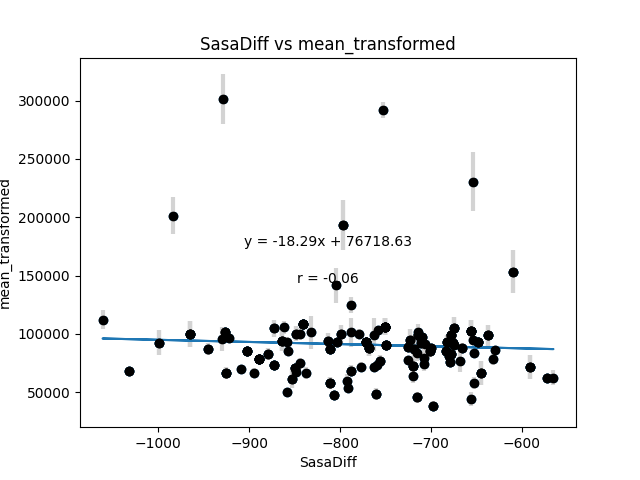 SasaDiff vs mean_transformed
300000
250000
200000
150000
100000
50000
mean_transformed
y = -18.29x + 76718.63
r = -0.06
−1000
−900
−800
−700
−600
SasaDiff